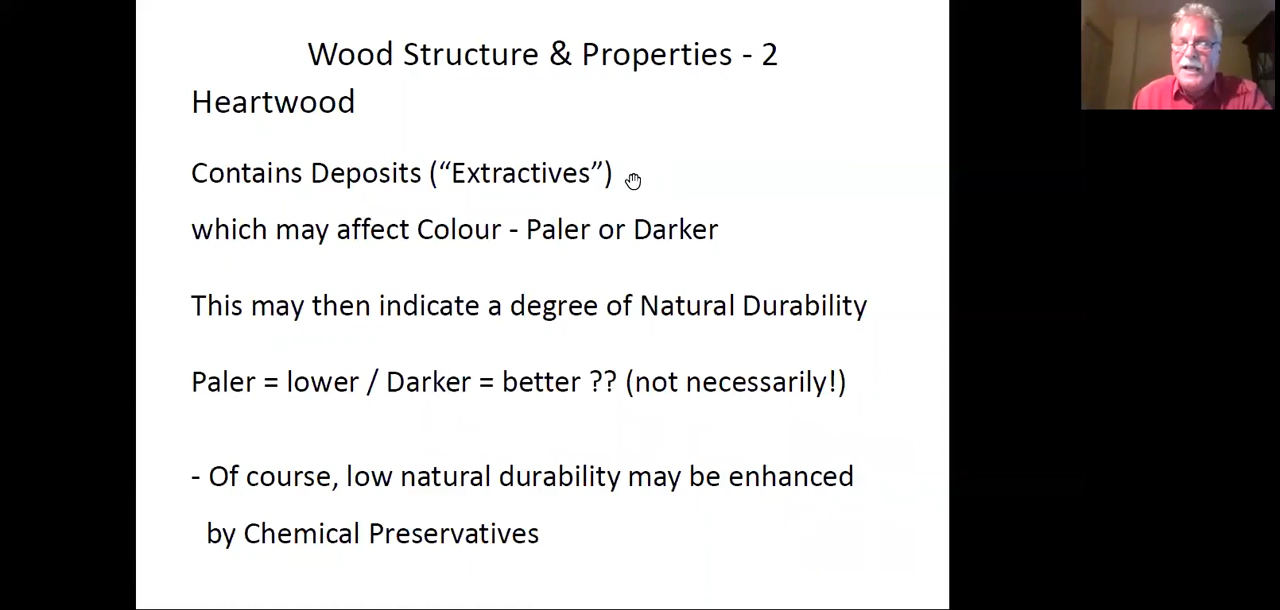 Wood Structure & Properties - 2
Heartwood
Contains Deposits (“Extractives”)
which may affect Colour - Paler or Darker
This may then indicate a degree of Natural Durability
Paler = lower / Darker = better ?? (not necessarily!)
- Of course, low natural durability may be enhanced
by Chemical Preservatives